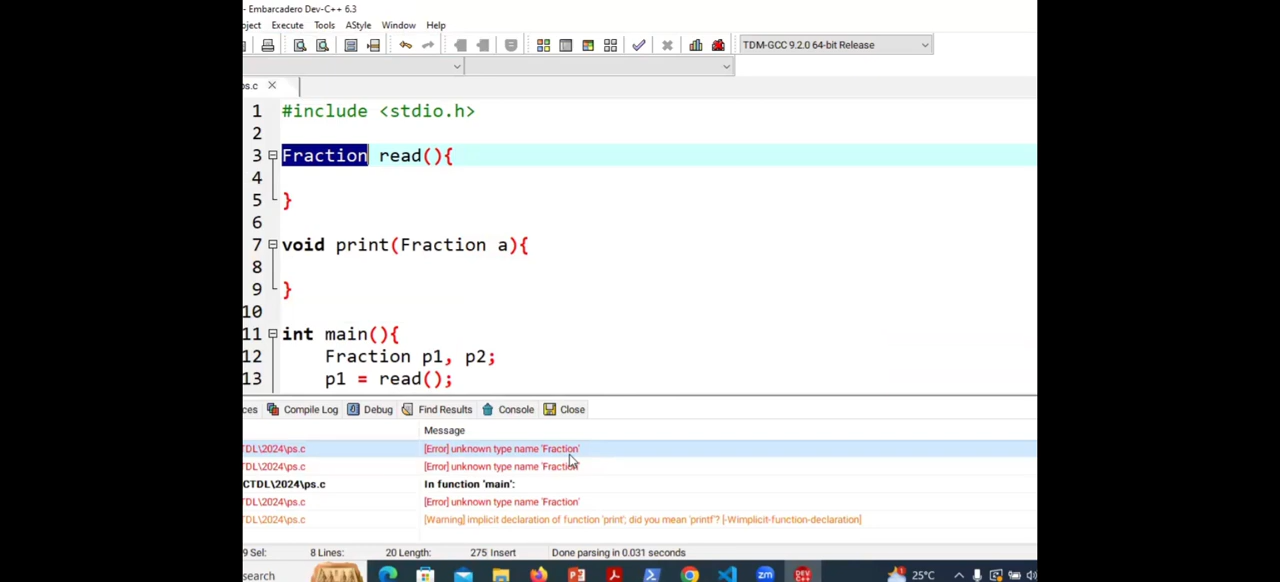 - Embarcadero Dev-C++ 6.3
oject Execute Tools AStyle Window Help
TDM-GCC 9.2.0 64-bit Release
ps.c
1 #include <stdio.h>
2
3 Fraction read(){
4
5 }
6
7 void print(Fraction a){
8
9 }
10
11 int main(){
12 Fraction p1, p2;
13 p1 = read();
ces Compile Log Debug Find Results Console Close
Message
TDL\2024\ps.c [Error] unknown type name 'Fraction'
TDL\2024\ps.c [Error] unknown type name 'Fraction'
CTDL\2024\ps.c In function 'main':
TDL\2024\ps.c [Error] unknown type name 'Fraction'
TDL\2024\ps.c [Warning] implicit declaration of function 'print'; did you mean 'printf'? [-Wimplicit-function-declaration]
9 Sel: 8 Lines: 20 Length: 275 Insert Done parsing in 0.031 seconds
search zm DEV C++ 25°C